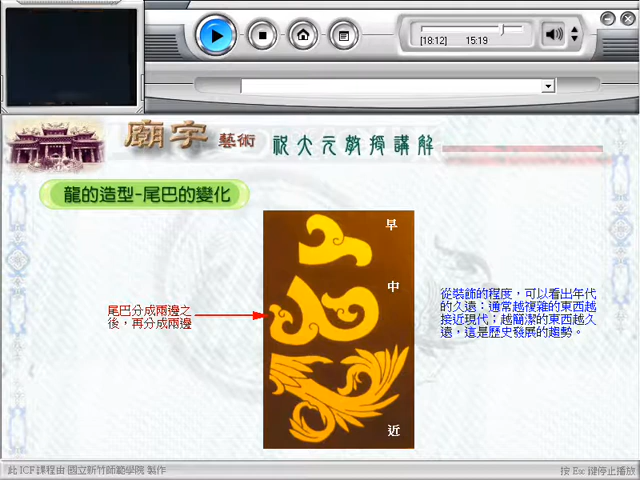 [18:12] 15:19
廟宇藝術 祝大元教授講解
龍的造型-尾巴的變化
早
中
近
尾巴分成兩邊之
後，再分成兩邊
從裝飾的程度，可以看出年代
的久遠：通常越複雜的東西越
接近現代；越簡潔的東西越久
遠，這是歷史發展的趨勢。
此 ICF 課程由 國立新竹師範學院 製作
按 Esc 鍵停止播放